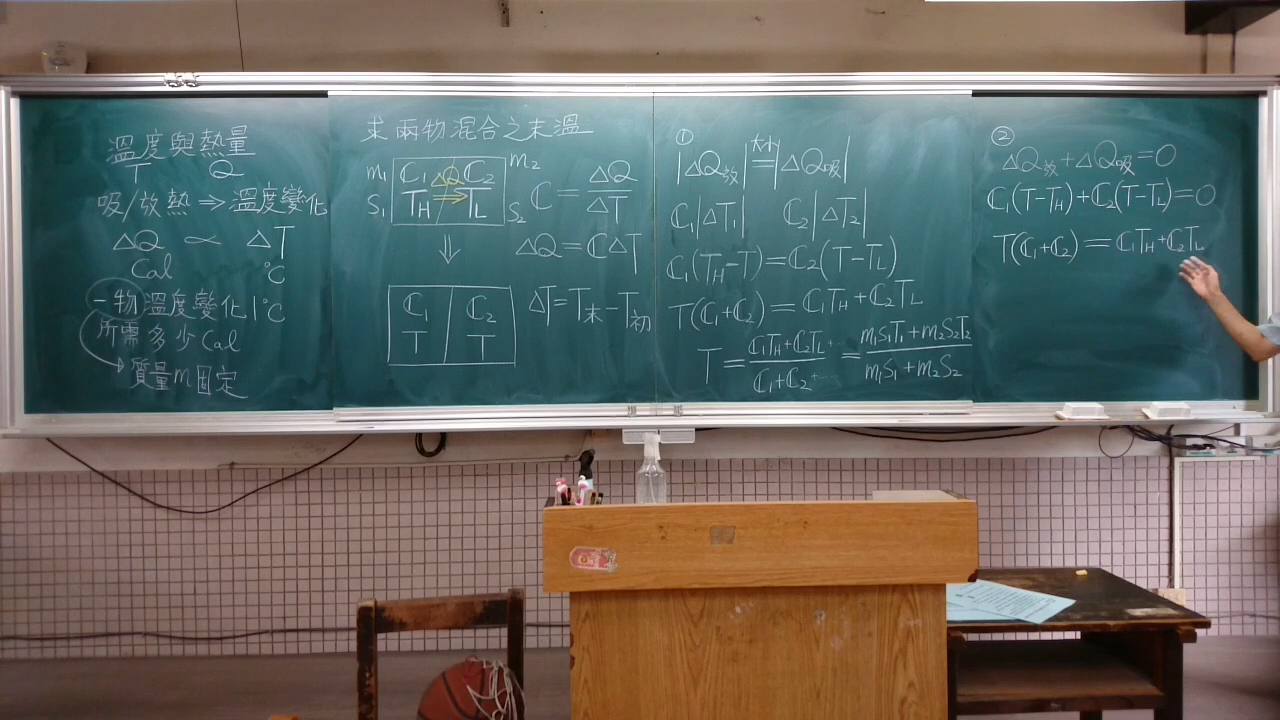 溫度與熱量
T Q
吸/放熱 ⇒ 溫度變化
ΔQ ∝ ΔT
Cal °C
一物溫度變化1°C
所需多少Cal
質量m固定
求兩物混合之末溫
m₁ C₁ ΔQ C₂ m₂
S₁ T_H ⇒ T_L S₂
⇓
C₁ C₂
T T
ℂ = ΔQ/ΔT
ΔQ = ℂΔT
ΔT = T末 − T初
①
|ΔQ放| 大小= |ΔQ吸|
ℂ₁|ΔT₁| ℂ₂|ΔT₂|
ℂ₁(T_H−T) = ℂ₂(T−T_L)
T(ℂ₁+ℂ₂) = ℂ₁T_H + ℂ₂T_L
T = (ℂ₁T_H+ℂ₂T_L+…)/(ℂ₁+ℂ₂+…) = (m₁S₁T₁+m₂S₂T₂)/(m₁S₁+m₂S₂)
②
ΔQ放+ΔQ吸=0
ℂ₁(T−T_H)+ℂ₂(T−T_L)=0
T(ℂ₁+ℂ₂) = ℂ₁T_H+ℂ₂T_L